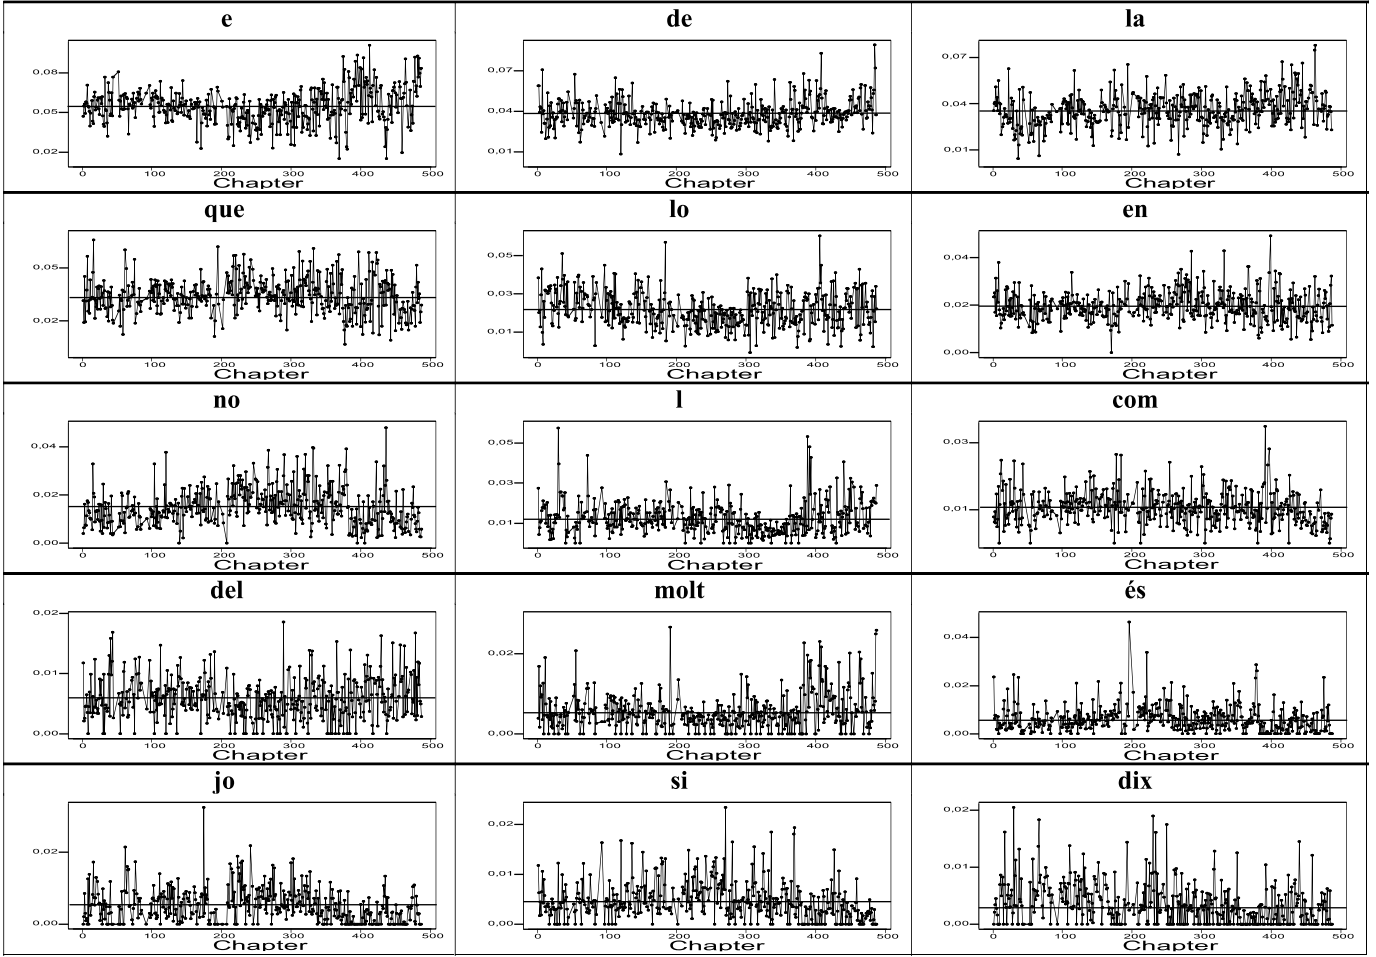 e de la
0,08 0,07 0,07
0,05 0,04 0,04
0,02 0,01 0,01
0 100 200 300 400 500 0 100 200 300 400 500 0 100 200 300 400 500
Chapter Chapter Chapter
que lo en
0,05 0,05 0,04
0,03
0,02 0,01 0,02
0,00
0 100 200 300 400 500 0 100 200 300 400 500 0 100 200 300 400 500
Chapter Chapter Chapter
no l com
0,04 0,05 0,03
0,02 0,03
0,00 0,01 0,01
0 100 200 300 400 500 0 100 200 300 400 500 0 100 200 300 400 500
Chapter Chapter Chapter
del molt és
0,02 0,02 0,04
0,01 0,02
0,00 0,00 0,00
0 100 200 300 400 500 0 100 200 300 400 500 0 100 200 300 400 500
Chapter Chapter Chapter
jo si dix
0,02 0,02 0,02
0,01 0,01
0,00 0,00 0,00
0 100 200 300 400 500 0 100 200 300 400 500 0 100 200 300 400 500
Chapter Chapter Chapter